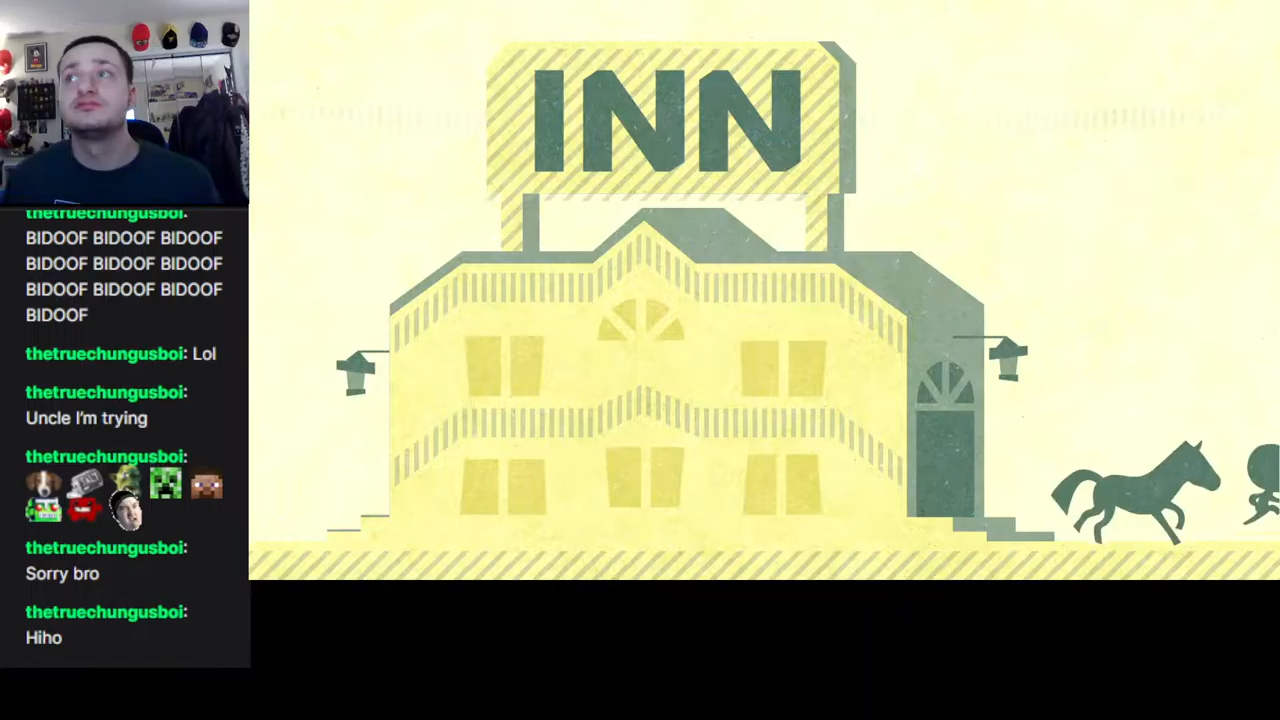 INN
thetruechungusboi:
BIDOOF BIDOOF BIDOOF
BIDOOF BIDOOF BIDOOF
BIDOOF BIDOOF BIDOOF
BIDOOF
thetruechungusboi: Lol
thetruechungusboi:
Uncle I'm trying
thetruechungusboi:
thetruechungusboi:
Sorry bro
thetruechungusboi:
Hiho